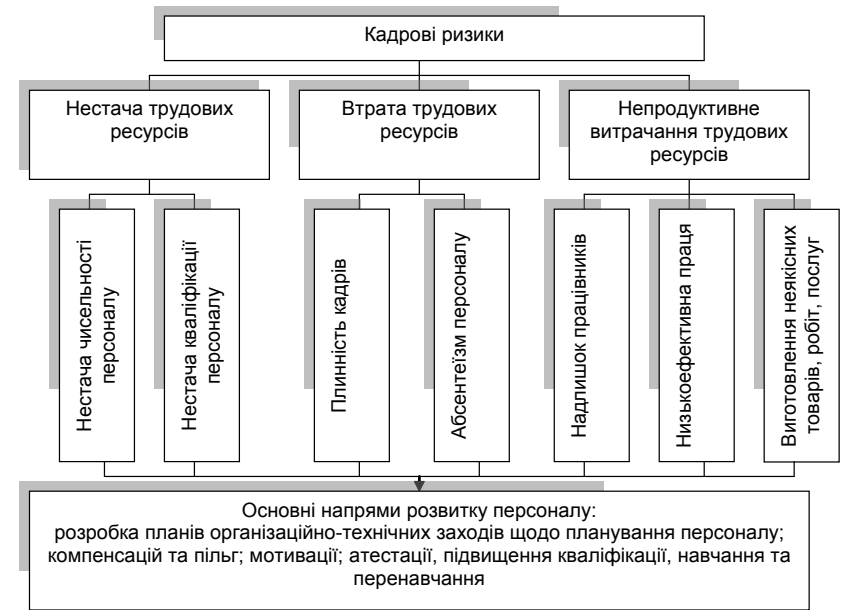 Кадрові ризики
Нестача трудових
ресурсів
Втрата трудових
ресурсів
Непродуктивне
витрачання трудових
ресурсів
Нестача чисельності
персоналу
Нестача кваліфікації
персоналу
Плинність кадрів
Абсентеїзм персоналу
Надлишок працівників
Низькоефективна праця
Виготовлення неякісних
товарів, робіт, послуг
Основні напрями розвитку персоналу:
розробка планів організаційно-технічних заходів щодо планування персоналу;
компенсацій та пільг; мотивації; атестації, підвищення кваліфікації, навчання та
перенавчання